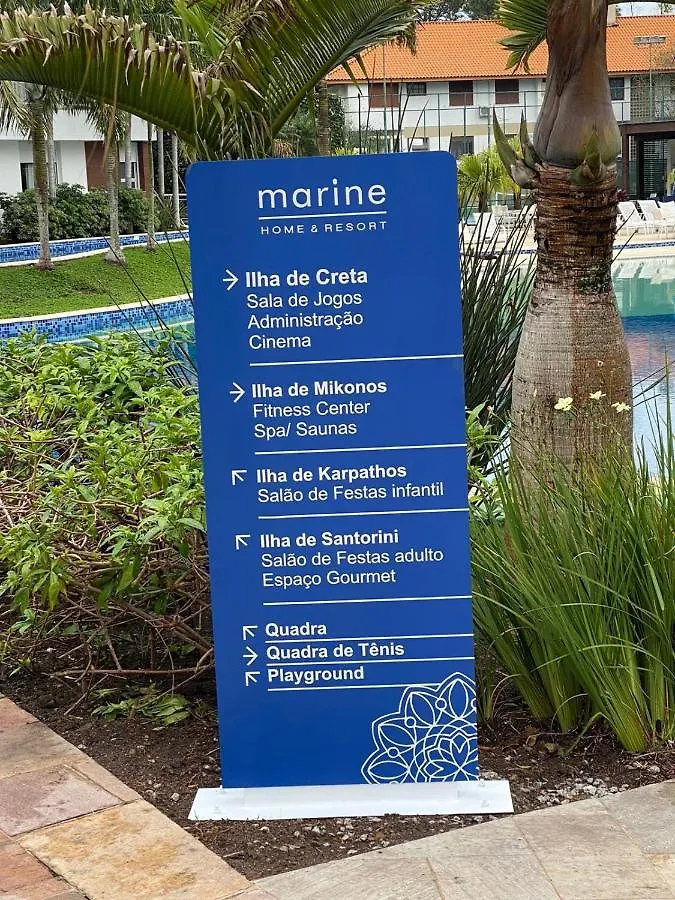 marine
HOME & RESORT
Ilha de Creta
Sala de Jogos
Administração
Cinema
Ilha de Mikonos
Fitness Center
Spa/ Saunas
Ilha de Karpathos
Salão de Festas infantil
Ilha de Santorini
Salão de Festas adulto
Espaço Gourmet
Quadra
Quadra de Tênis
Playground